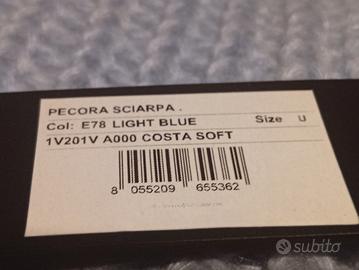 PECORA SCIARPA .
Col: E78 LIGHT BLUE Size U
1V201V A000 COSTA SOFT
8 055209 655362
subito